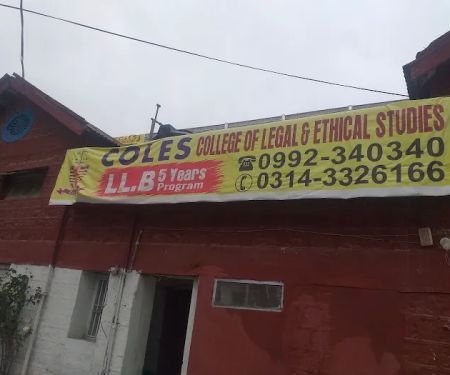 COLES COLLEGE OF LEGAL & ETHICAL STUDIES
LL.B 5 Years Program
0992-340340
0314-3326166